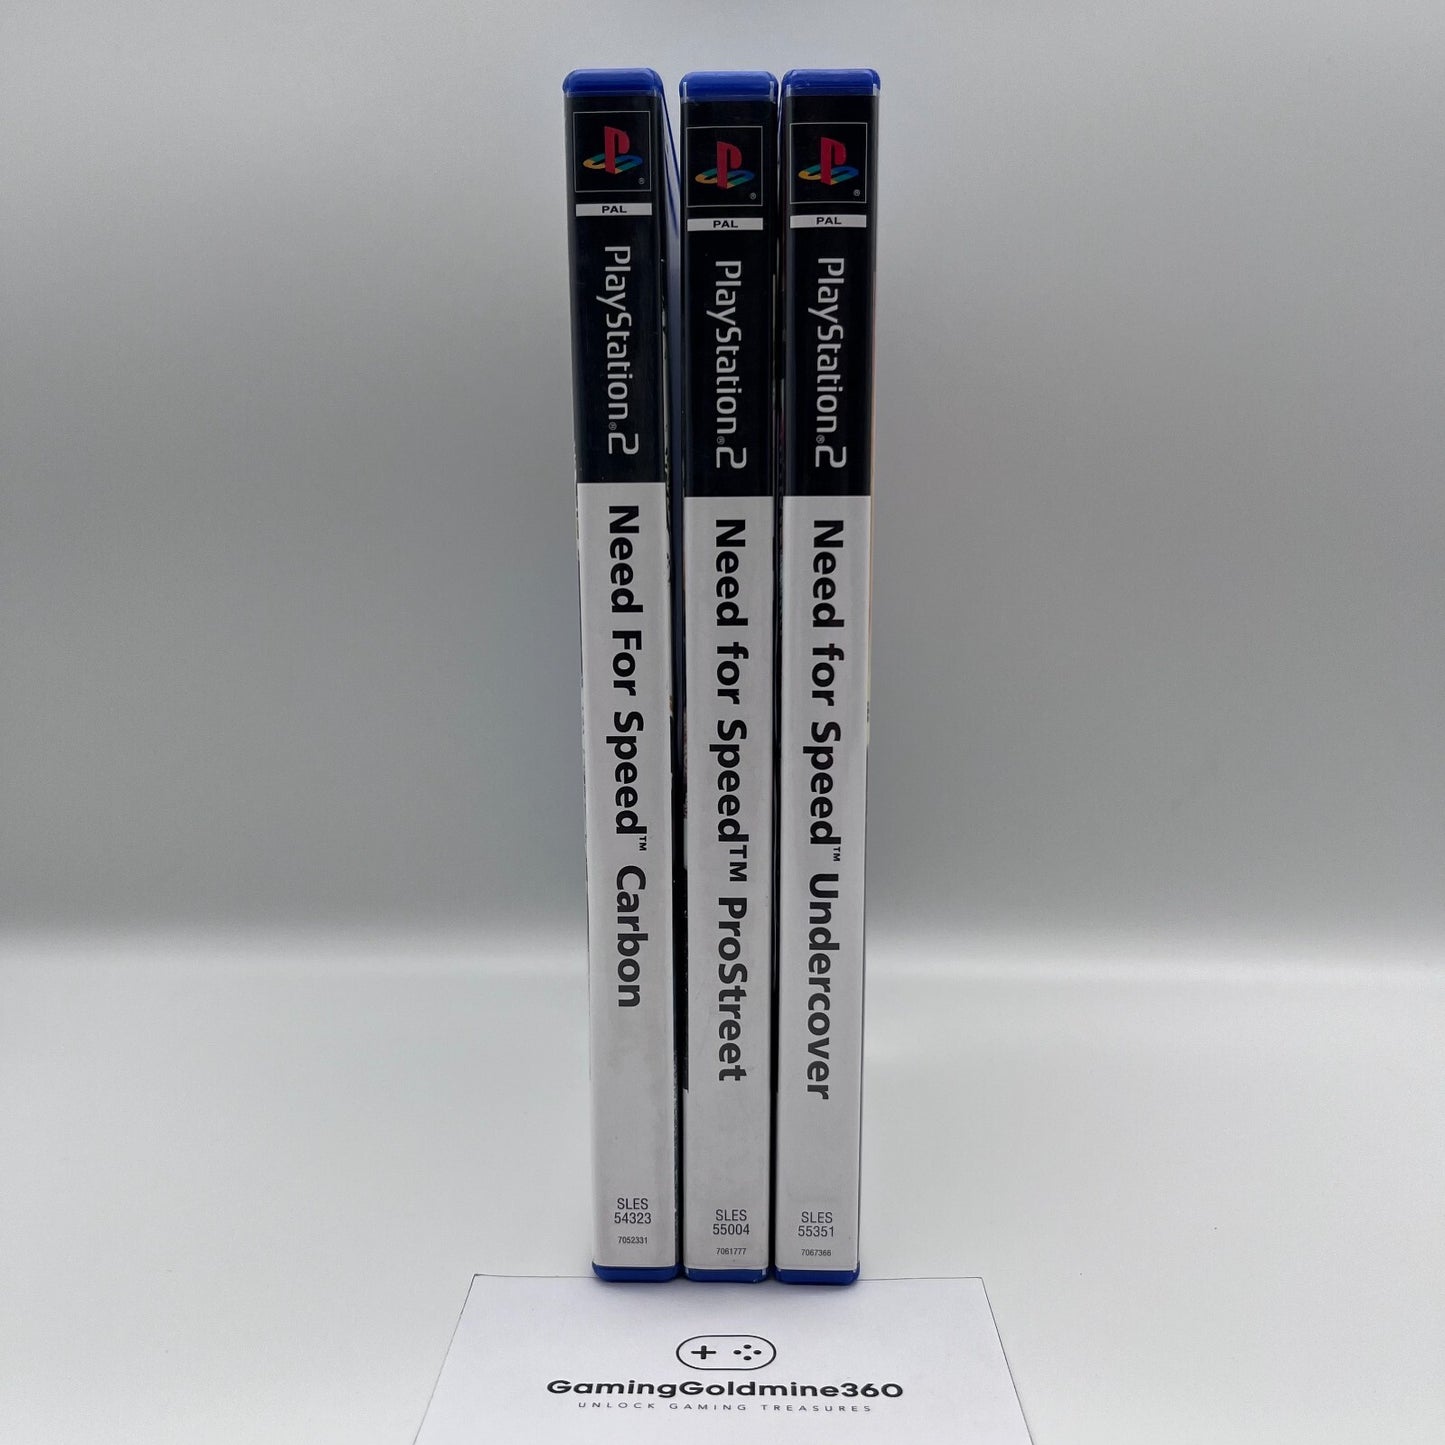 PAL
PlayStation®2
Need For Speed™ Carbon
SLES
54323
7052331
PAL
PlayStation®2
Need for Speed™ ProStreet
SLES
55004
7061777
PAL
PlayStation®2
Need for Speed™ Undercover
SLES
55351
7067366
GamingGoldmine360
UNLOCK GAMING TREASURES